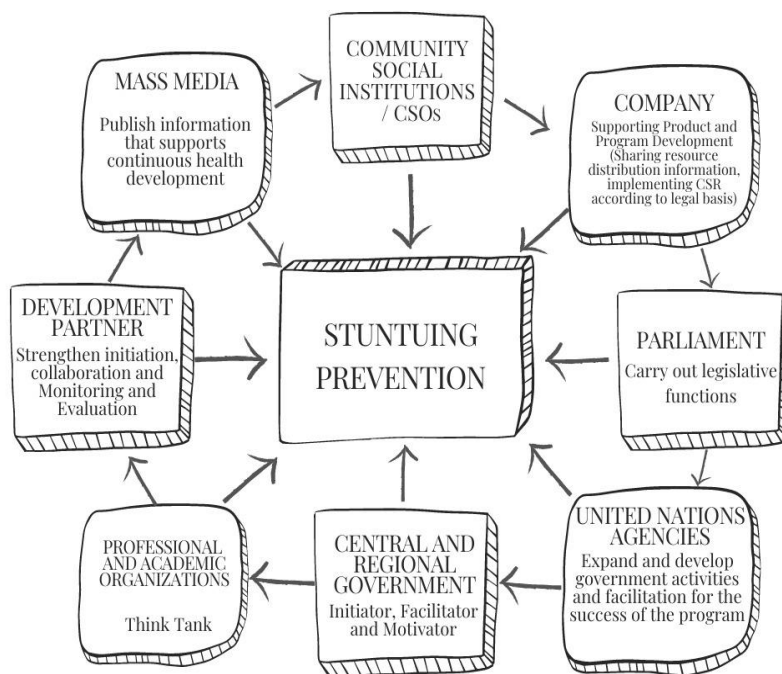 COMMUNITY
SOCIAL
INSTITUTIONS
/ CSOs
MASS MEDIA
Publish information
that supports
continuous health
development
COMPANY
Supporting Product and
Program Development
(Sharing resource
distribution information,
implementing CSR
according to legal basis)
DEVELOPMENT
PARTNER
Strengthen initiation,
collaboration and
Monitoring and
Evaluation
STUNTUING
PREVENTION
PARLIAMENT
Carry out legislative
functions
PROFESSIONAL
AND ACADEMIC
ORGANIZATIONS
Think Tank
CENTRAL AND
REGIONAL
GOVERNMENT
Initiator, Facilitator
and Motivator
UNITED NATIONS
AGENCIES
Expand and develop
government activities
and facilitation for the
success of the program